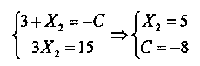 {3+X₂=-C ⇒ {X₂=5
{3X₂=15 {C=-8